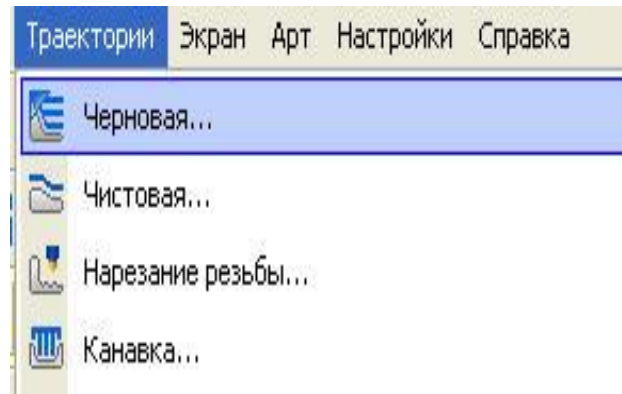 Траектории Экран Арт Настройки Справка
Черновая...
Чистовая...
Нарезание резьбы...
Канавка...